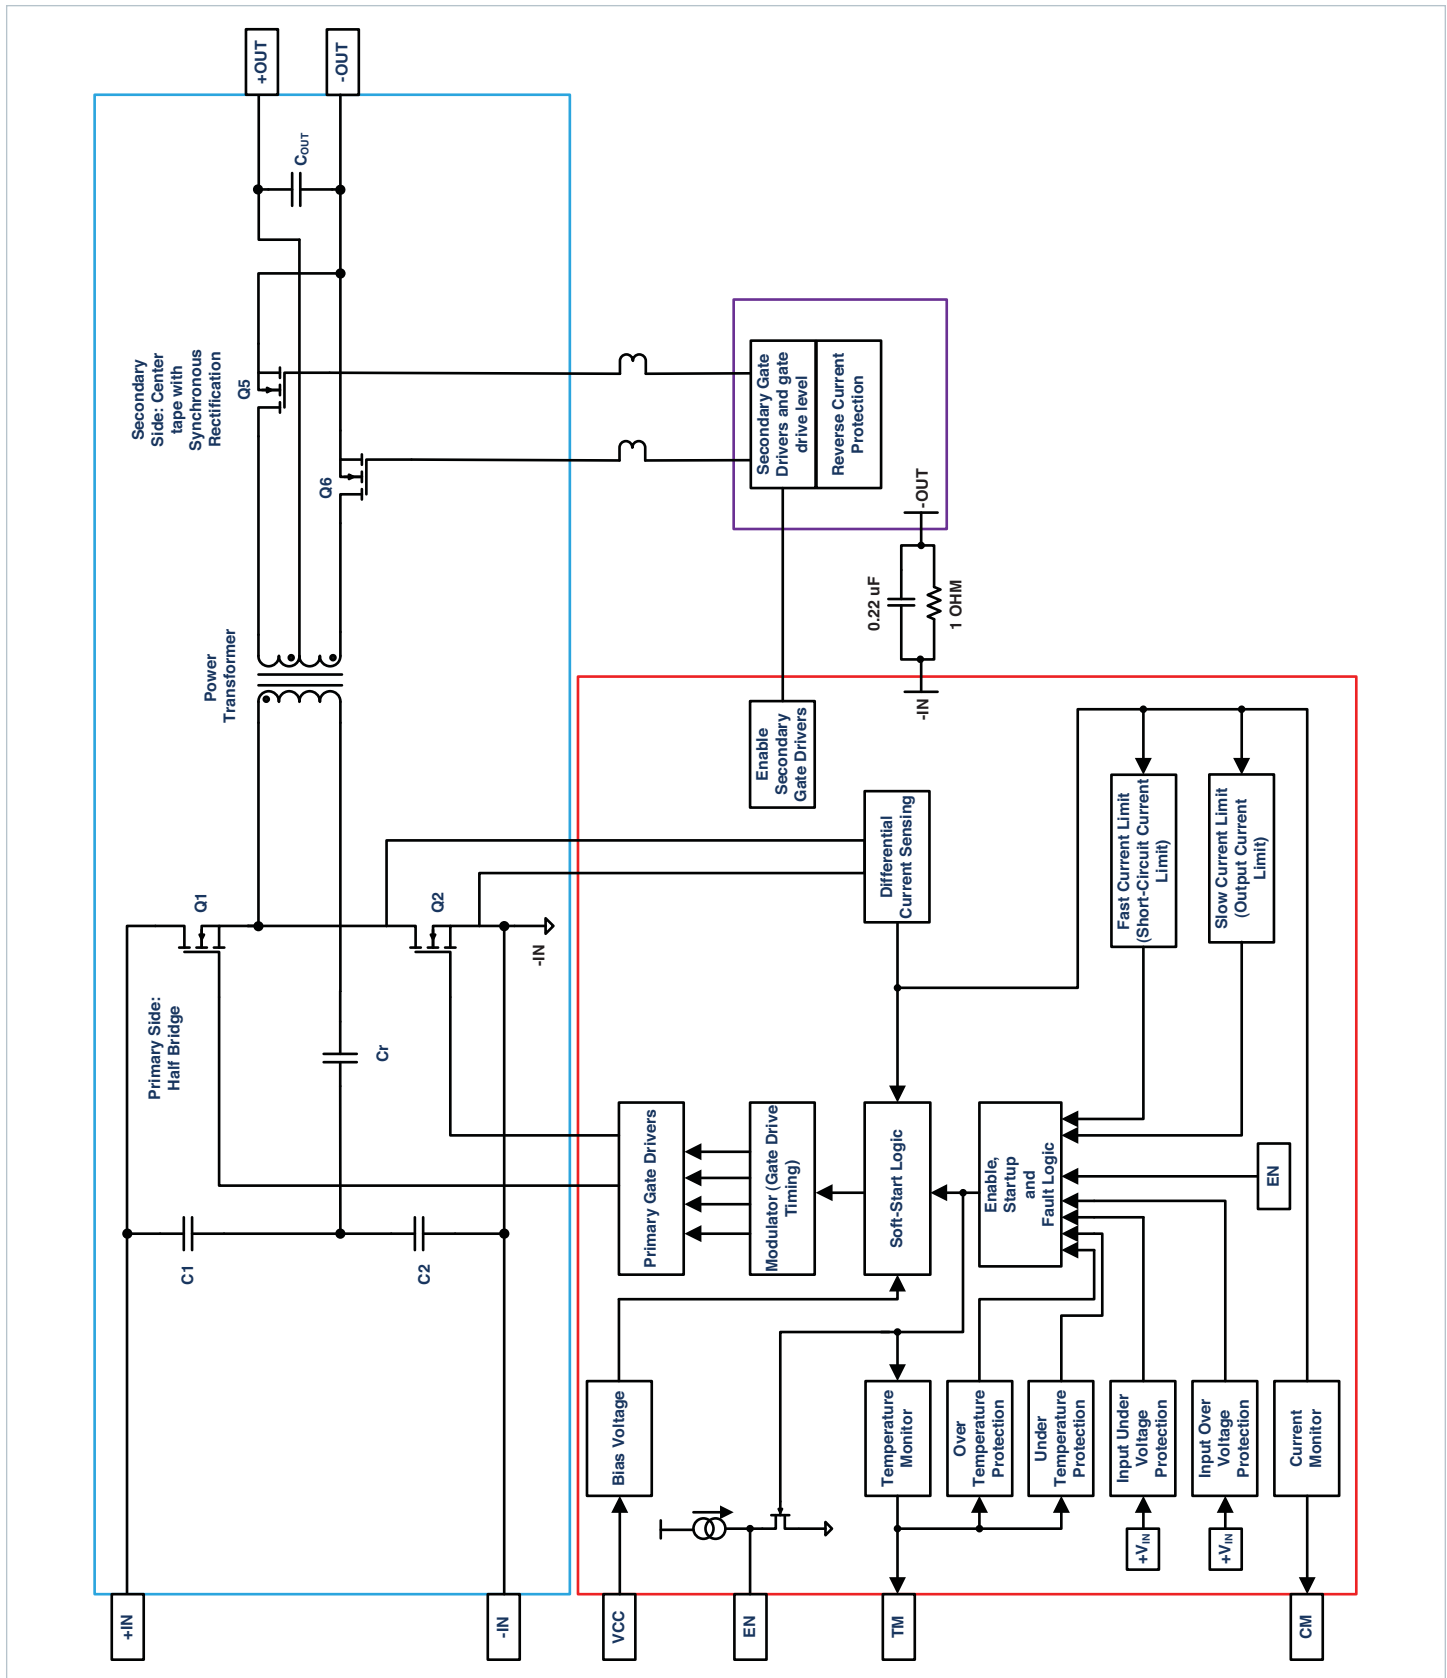 +OUT
-OUT
COUT
Secondary
Side: Center
tape with
Synchronous
Rectification
Q5
Q6
Power
Transformer
Secondary Gate
Drivers and gate
drive level
Reverse Current
Protection
-OUT
0.22 uF
1 OHM
-IN
Enable
Secondary
Gate Drivers
Differential
Current Sensing
Fast Current Limit
(Short-Circuit Current
Limit)
Slow Current Limit
(Output Current
Limit)
Q1
Q2
-IN
Primary Side:
Half Bridge
Cr
C1
C2
Primary Gate Drivers
Modulator (Gate Drive
Timing)
Soft-Start Logic
Enable,
Startup
and
Fault Logic
EN
Bias Voltage
Temperature
Monitor
Over
Temperature
Protection
Under
Temperature
Protection
Input Under
Voltage
Protection
Input Over
Voltage
Protection
Current
Monitor
+VIN
+VIN
+IN
-IN
VCC
EN
TM
CM